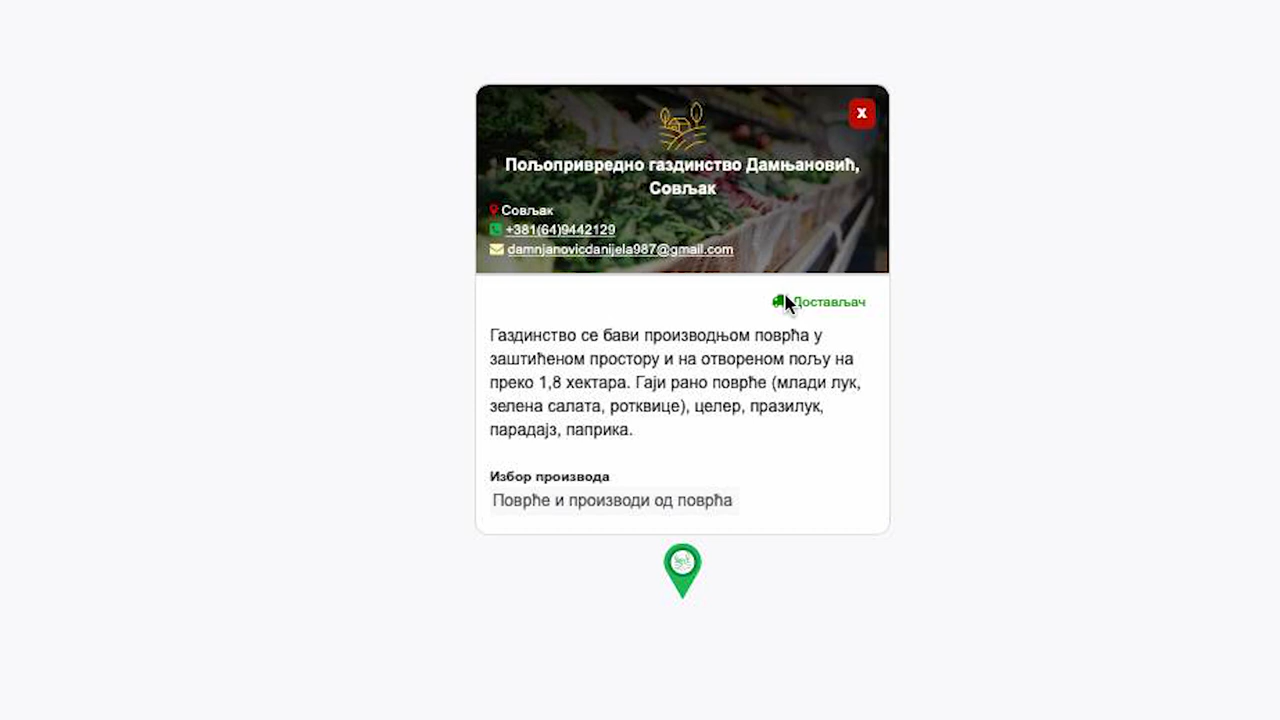 x
Пољопривредно газдинство Дамњановић,
Совљак
Совљак
+381(64)9442129
damnjanovicdanijela987@gmail.com
Достављач
Газдинство се бави производњом поврћа у
заштићеном простору и на отвореном пољу на
преко 1,8 хектара. Гаји рано поврће (млади лук,
зелена салата, ротквице), целер, празилук,
парадајз, паприка.
Избор производа
Поврће и производи од поврћа